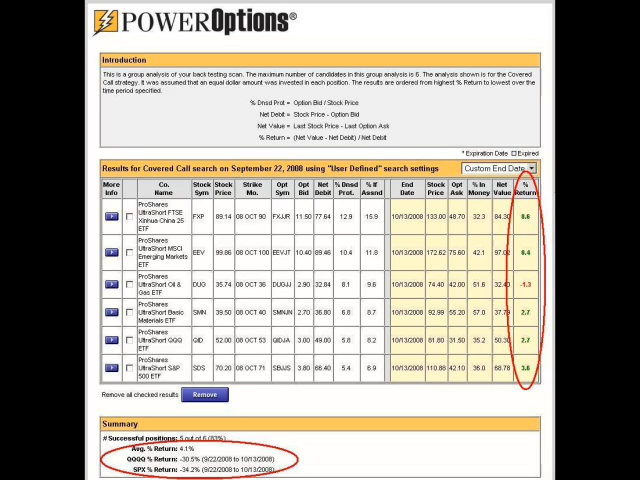 POWEROptions®
Introduction
This is a group analysis of your back testing scan. The maximum number of candidates in this group analysis is 6. The analysis shown is for the Covered
Call strategy. It was assumed that an equal dollar amount was invested in each position. The results are ordered from highest % Return to lowest over the
time period specified.
% Dnsd Prot = Option Bid / Stock Price
Net Debit = Stock Price - Option Bid
Net Value = Last Stock Price - Last Option Ask
% Return = (Net Value - Net Debit) / Net Debit
* Expiration Date Expired
Results for Covered Call search on September 22, 2008 using "User Defined" search settings Custom End Date
More Info Co. Name Stock Sym Stock Price Strike Mo. Opt Sym Opt Bid Net Debit % Dnsd Prot. % If Assnd End Date Stock Price Opt Ask % In Money Net Value % Return
ProShares UltraShort FTSE Xinhua China 25 ETF FXP 89.14 08 OCT 90 FXJJR 11.50 77.64 12.9 15.9 10/13/2008 133.00 48.70 32.3 84.30 8.6
ProShares UltraShort MSCI Emerging Markets ETF EEV 99.86 08 OCT 100 EEVJT 10.40 89.46 10.4 11.8 10/13/2008 172.62 75.60 42.1 97.02 8.4
ProShares UltraShort Oil & Gas ETF DUG 35.74 08 OCT 36 DUGJJ 2.90 32.84 8.1 9.6 10/13/2008 74.40 42.00 51.6 32.40 -1.3
ProShares UltraShort Basic Materials ETF SMN 39.50 08 OCT 40 SMNJN 2.70 36.80 6.8 8.7 10/13/2008 92.99 55.20 57.0 37.79 2.7
ProShares UltraShort QQQ ETF QID 52.00 08 OCT 53 QIDJA 3.00 49.00 5.8 8.2 10/13/2008 81.80 31.50 35.2 50.30 2.7
ProShares UltraShort S&P 500 ETF SDS 70.20 08 OCT 71 SBJJS 3.80 66.40 5.4 6.9 10/13/2008 110.88 42.10 36.0 68.78 3.6
Remove all checked results Remove
Summary
# Successful positions: 5 out of 6 (83%)
Avg. % Return: 4.1%
QQQQ % Return: -30.5% (9/22/2008 to 10/13/2008)
SPX % Return: -34.2% (9/22/2008 to 10/13/2008)